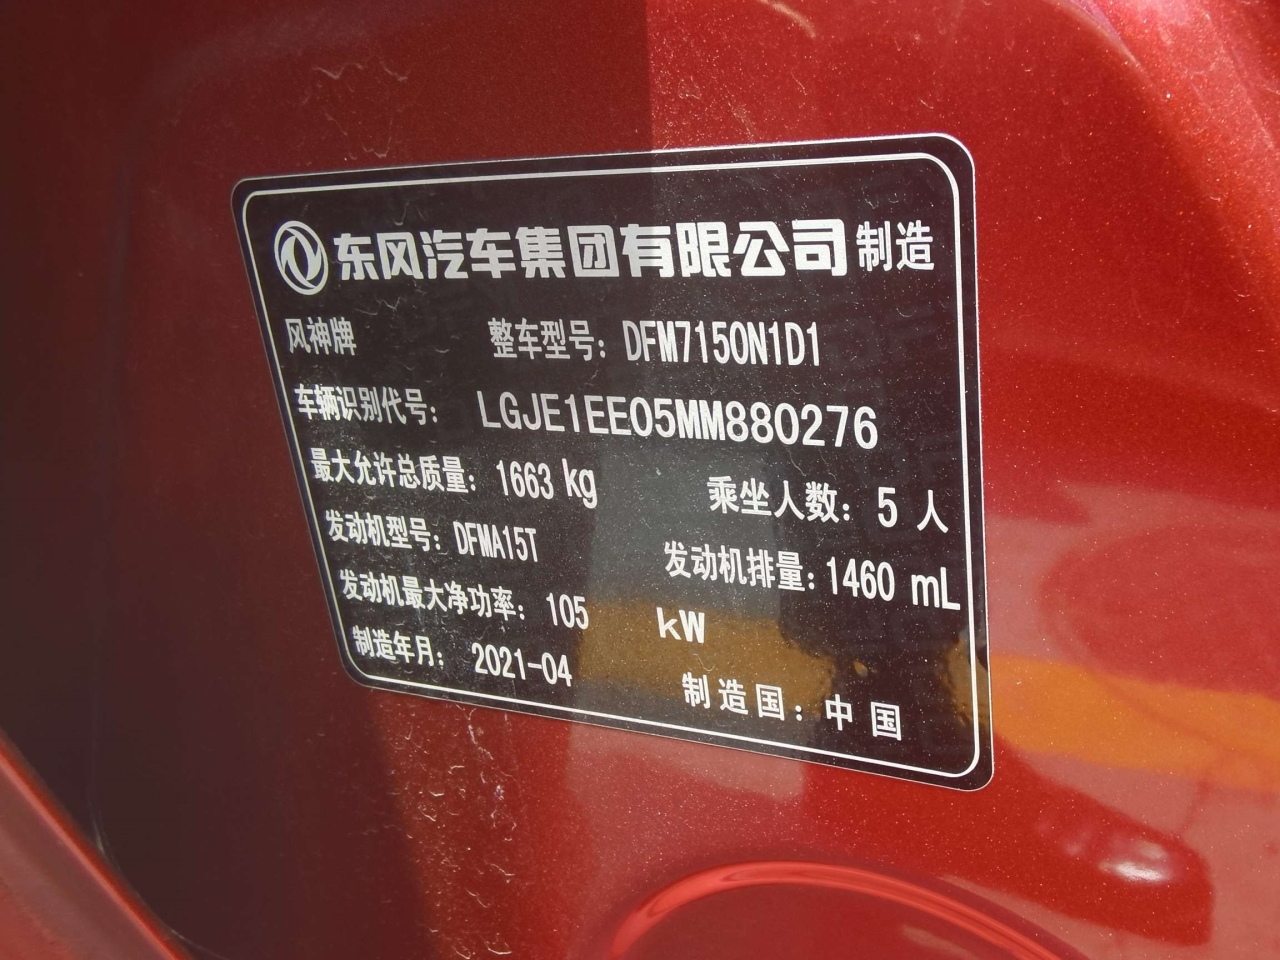 东风汽车集团有限公司制造
风神牌 整车型号：DFM7150N1D1
车辆识别代号：LGJE1EE05MM880276
最大允许总质量：1663 kg 乘坐人数：5 人
发动机型号：DFMA15T 发动机排量：1460 mL
发动机最大净功率：105 kW
制造年月：2021-04 制造国：中国